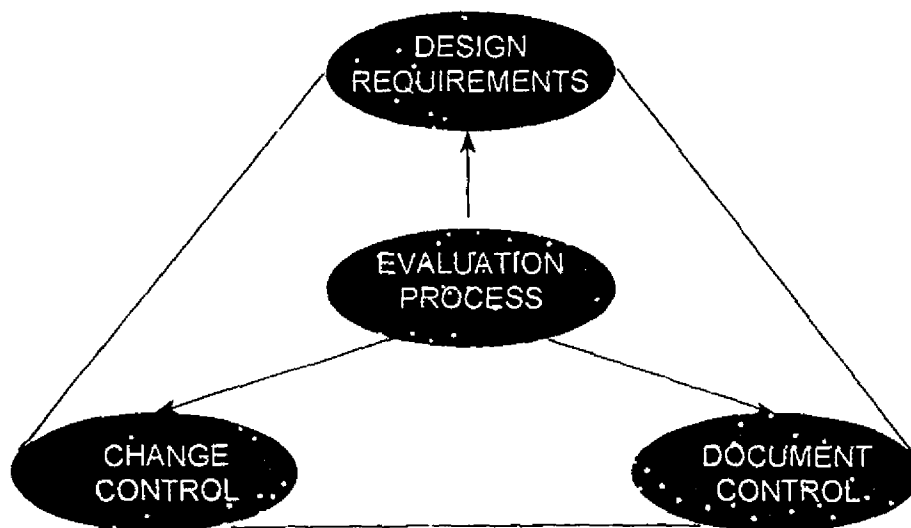 DESIGN
REQUIREMENTS
EVALUATION
PROCESS
CHANGE
CONTROL
DOCUMENT
CONTROL